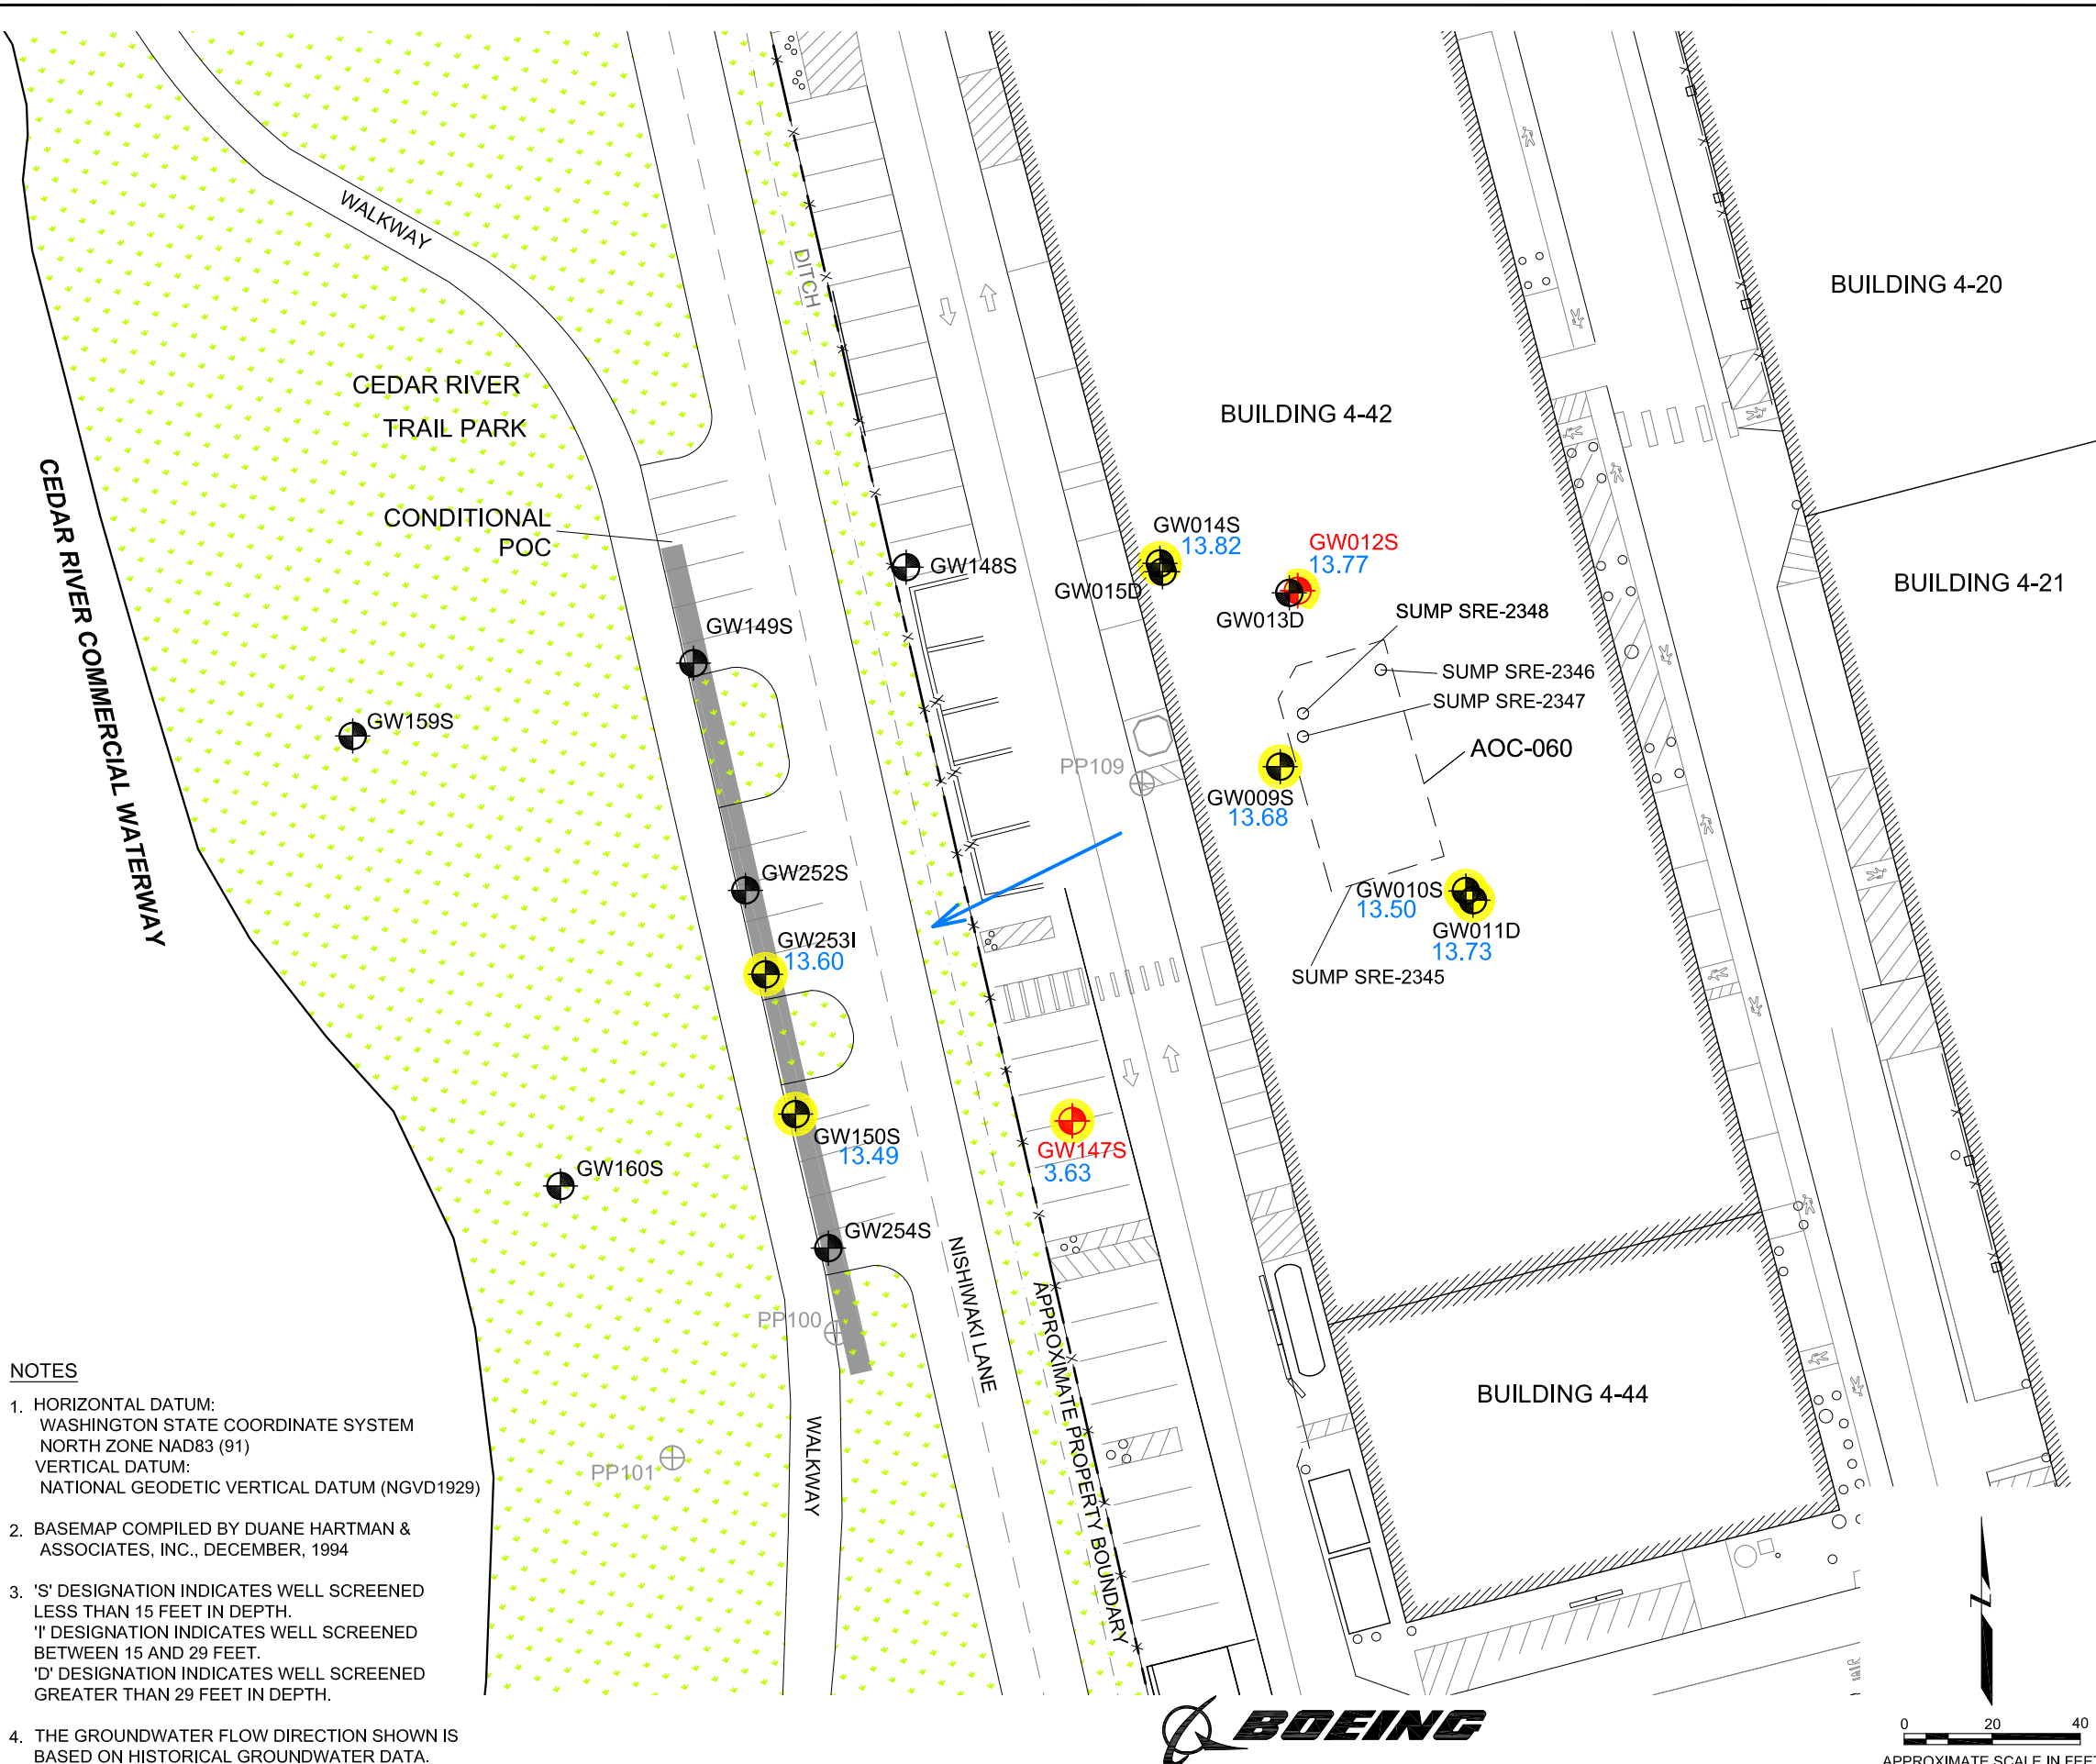 WALKWAY
DITCH
BUILDING 4-20
CEDAR RIVER
TRAIL PARK
BUILDING 4-42
CEDAR RIVER COMMERCIAL WATERWAY
CONDITIONAL
POC
GW014S
13.82
GW012S
13.77
GW148S
GW015D
GW013D
BUILDING 4-21
SUMP SRE-2348
GW149S
SUMP SRE-2346
SUMP SRE-2347
GW159S
AOC-060
PP109
GW009S
13.68
GW252S
GW010S
13.50
GW011D
13.73
GW253I
13.60
SUMP SRE-2345
GW150S
13.49
GW147S
3.63
GW160S
GW254S
NISHIWAKI LANE
APPROXIMATE PROPERTY BOUNDARY
PP100
BUILDING 4-44
WALKWAY
PP101
NOTES
1. HORIZONTAL DATUM:
WASHINGTON STATE COORDINATE SYSTEM
NORTH ZONE NAD83 (91)
VERTICAL DATUM:
NATIONAL GEODETIC VERTICAL DATUM (NGVD1929)
2. BASEMAP COMPILED BY DUANE HARTMAN &
ASSOCIATES, INC., DECEMBER, 1994
3. 'S' DESIGNATION INDICATES WELL SCREENED
LESS THAN 15 FEET IN DEPTH.
'I' DESIGNATION INDICATES WELL SCREENED
BETWEEN 15 AND 29 FEET.
'D' DESIGNATION INDICATES WELL SCREENED
GREATER THAN 29 FEET IN DEPTH.
4. THE GROUNDWATER FLOW DIRECTION SHOWN IS
BASED ON HISTORICAL GROUNDWATER DATA.
BOEING
N
0 20 40
APPROXIMATE SCALE IN FEET